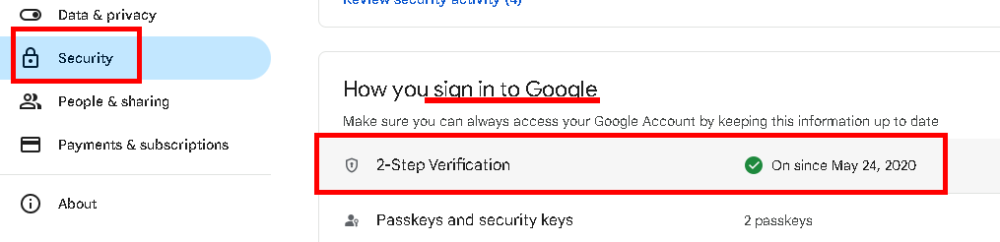 Data & privacy
Review security activity (4)
Security
How you sign in to Google
People & sharing
Make sure you can always access your Google Account by keeping this information up to date
Payments & subscriptions
2-Step Verification
On since May 24, 2020
About
Passkeys and security keys
2 passkeys